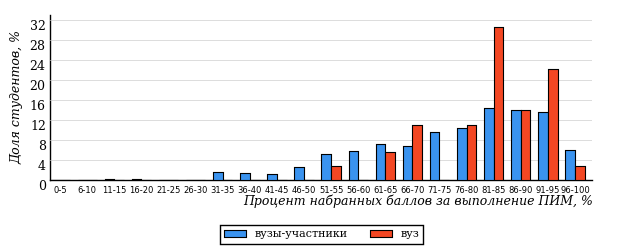 Доля студентов, %
32
28
24
20
16
12
8
4
0
0-5 6-10 11-15 16-20 21-25 26-30 31-35 36-40 41-45 46-50 51-55 56-60 61-65 66-70 71-75 76-80 81-85 86-90 91-95 96-100
Процент набранных баллов за выполнение ПИМ, %
вузы-участники вуз